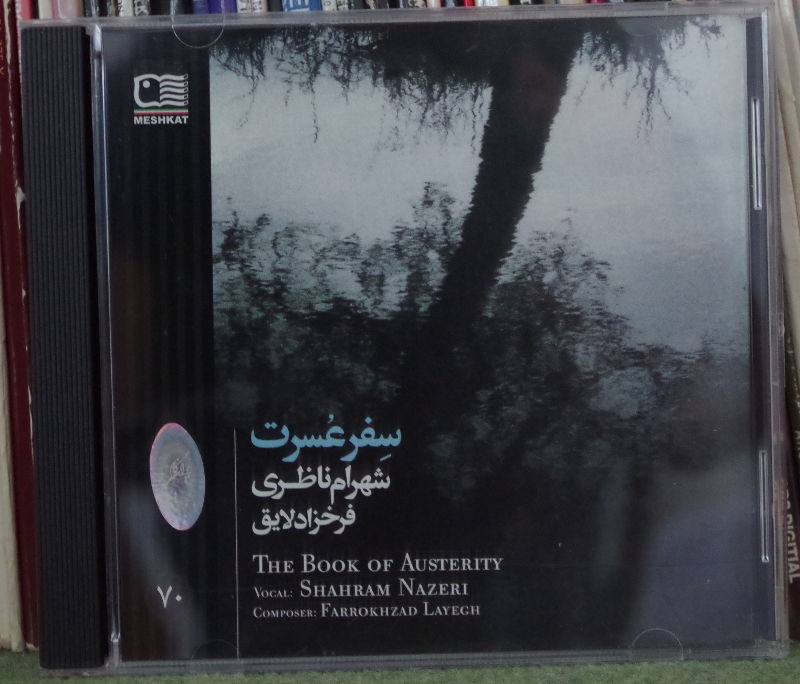 MESHKAT
سِفر عُسرت
شهرام ناظری
فرخزاد لایق
THE BOOK OF AUSTERITY
VOCAL: SHAHRAM NAZERI
COMPOSER: FARROKHZAD LAYEGH
۷۰